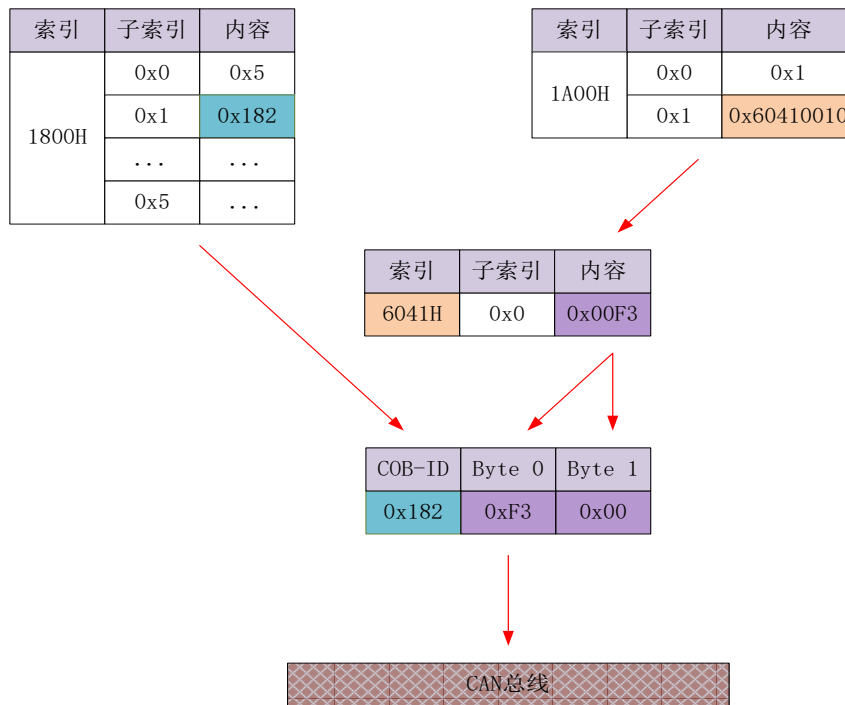 索引 子索引 内容
1800H
0x0 0x5
0x1 0x182
... ...
0x5 ...
索引 子索引 内容
1A00H
0x0 0x1
0x1 0x60410010
索引 子索引 内容
6041H 0x0 0x00F3
COB-ID Byte 0 Byte 1
0x182 0xF3 0x00
CAN总线